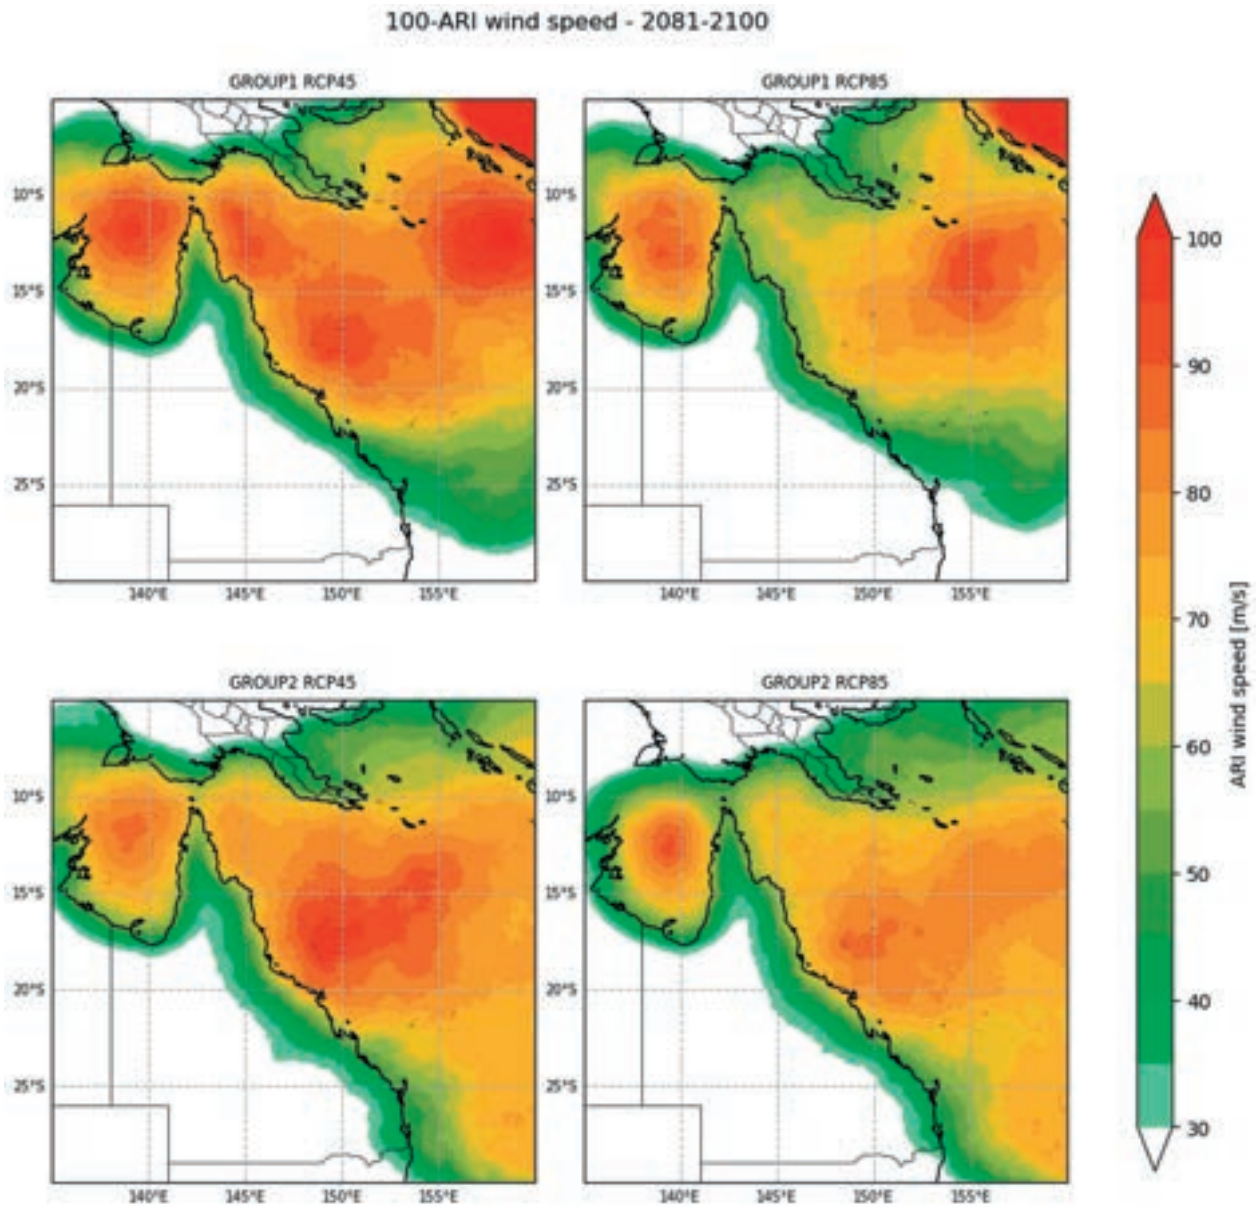 100-ARI wind speed - 2081-2100
GROUP1 RCP45
GROUP1 RCP85
10°S
15°S
20°S
25°S
140°E 145°E 150°E 155°E
10°S
15°S
20°S
25°S
140°E 145°E 150°E 155°E
GROUP2 RCP45
GROUP2 RCP85
10°S
15°S
20°S
25°S
140°E 145°E 150°E 155°E
10°S
15°S
20°S
25°S
140°E 145°E 150°E 155°E
100
90
80
70
60
50
40
30
ARI wind speed [m/s]